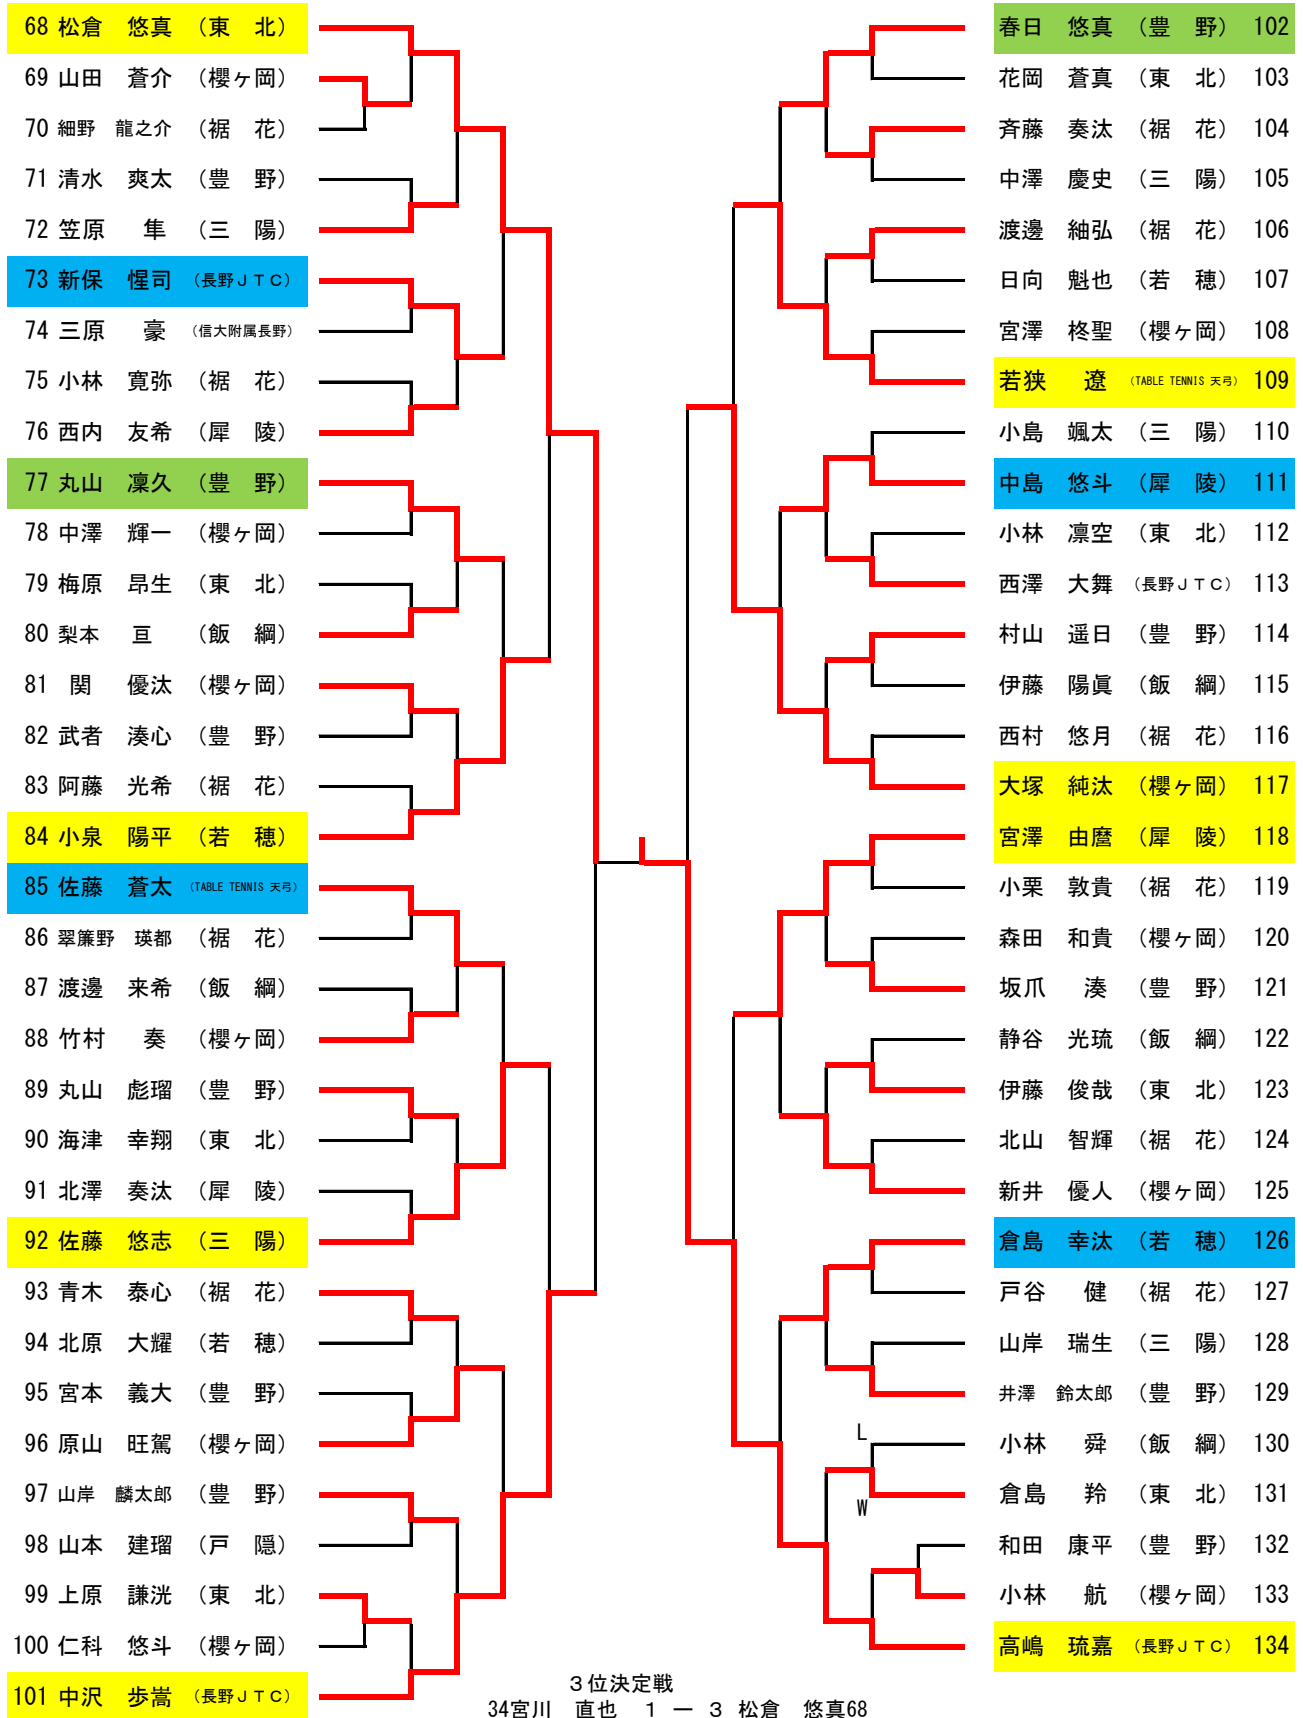 68 松倉　悠真 （東　北）
69 山田　蒼介 （櫻ヶ岡）
70 細野　龍之介 （裾　花）
71 清水　爽太 （豊　野）
72 笠原　隼 （三　陽）
73 新保　惺司 （長野ＪＴＣ）
74 三原　豪 （信大附属長野）
75 小林　寛弥 （裾　花）
76 西内　友希 （犀　陵）
77 丸山　凜久 （豊　野）
78 中澤　輝一 （櫻ヶ岡）
79 梅原　昂生 （東　北）
80 梨本　亘 （飯　綱）
81 関　優汰 （櫻ヶ岡）
82 武者　湊心 （豊　野）
83 阿藤　光希 （裾　花）
84 小泉　陽平 （若　穂）
85 佐藤　蒼太 （TABLE TENNIS 天弓）
86 翠簾野　瑛都 （裾　花）
87 渡邊　来希 （飯　綱）
88 竹村　奏 （櫻ヶ岡）
89 丸山　彪瑠 （豊　野）
90 海津　幸翔 （東　北）
91 北澤　奏汰 （犀　陵）
92 佐藤　悠志 （三　陽）
93 青木　泰心 （裾　花）
94 北原　大耀 （若　穂）
95 宮本　義大 （豊　野）
96 原山　旺駕 （櫻ヶ岡）
97 山岸　麟太郎 （豊　野）
98 山本　建瑠 （戸　隠）
99 上原　謙洸 （東　北）
100 仁科　悠斗 （櫻ヶ岡）
101 中沢　歩嵩 （長野ＪＴＣ）
春日　悠真 （豊　野） 102
花岡　蒼真 （東　北） 103
斉藤　奏汰 （裾　花） 104
中澤　慶史 （三　陽） 105
渡邊　紬弘 （裾　花） 106
日向　魁也 （若　穂） 107
宮澤　柊聖 （櫻ヶ岡） 108
若狭　遼 （TABLE TENNIS 天弓） 109
小島　颯太 （三　陽） 110
中島　悠斗 （犀　陵） 111
小林　凛空 （東　北） 112
西澤　大舞 （長野ＪＴＣ） 113
村山　遥日 （豊　野） 114
伊藤　陽眞 （飯　綱） 115
西村　悠月 （裾　花） 116
大塚　純汰 （櫻ヶ岡） 117
宮澤　由麿 （犀　陵） 118
小栗　敦貴 （裾　花） 119
森田　和貴 （櫻ヶ岡） 120
坂爪　湊 （豊　野） 121
静谷　光琉 （飯　綱） 122
伊藤　俊哉 （東　北） 123
北山　智輝 （裾　花） 124
新井　優人 （櫻ヶ岡） 125
倉島　幸汰 （若　穂） 126
戸谷　健 （裾　花） 127
山岸　瑞生 （三　陽） 128
井澤　鈴太郎 （豊　野） 129
L
小林　舜 （飯　綱） 130
倉島　羚 （東　北） 131
W
和田　康平 （豊　野） 132
小林　航 （櫻ヶ岡） 133
高嶋　琉嘉 （長野ＪＴＣ） 134
３位決定戦
34宮川　直也　１　ー　３　松倉　悠真68